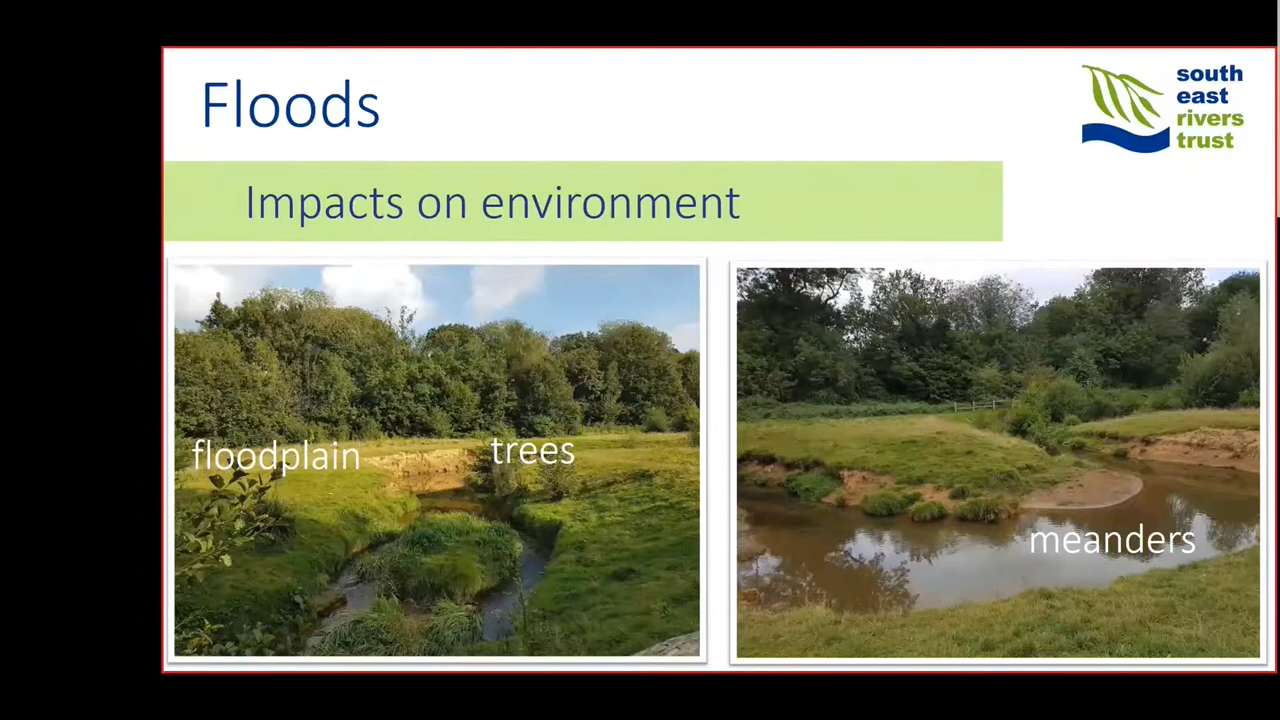 Floods
south
east
rivers
trust
Impacts on environment
floodplain
trees
meanders